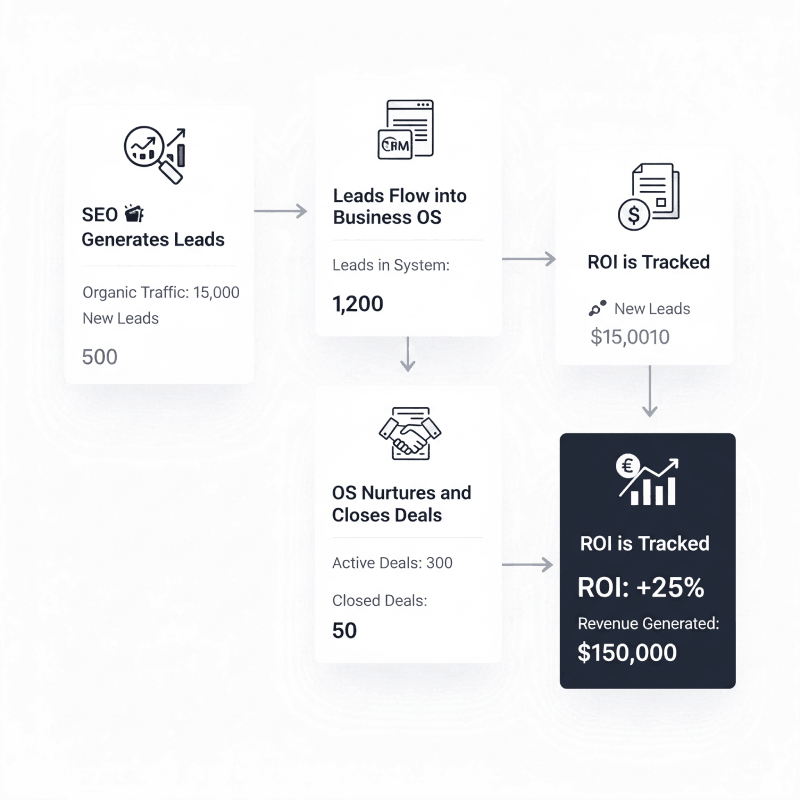 SEO
Generates Leads
Organic Traffic: 15,000
New Leads
500
CRM
Leads Flow into
Business OS
Leads in System:
1,200
$
ROI is Tracked
New Leads
$15,0010
OS Nurtures and
Closes Deals
Active Deals: 300
Closed Deals:
50
€
ROI is Tracked
ROI: +25%
Revenue Generated:
$150,000